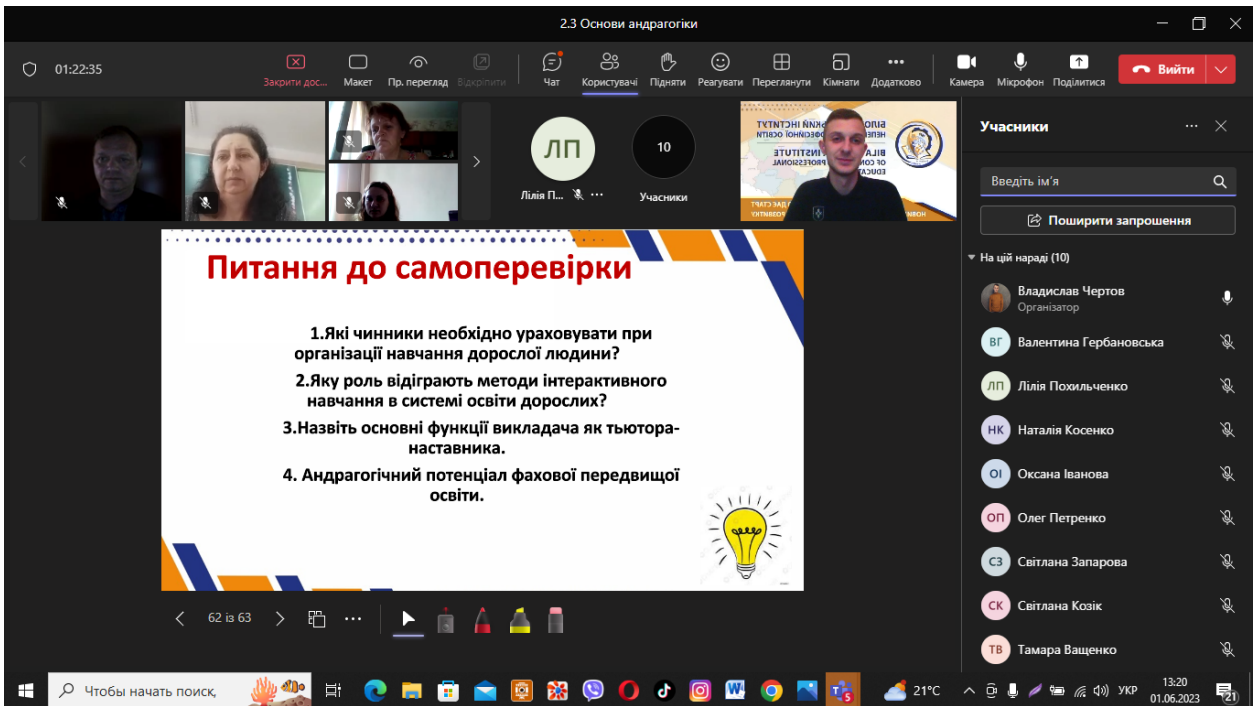 2.3 Основи андрагогіки
01:22:35
Закрити дос...
Макет
Пр. перегляд
Відкріпити
Чат
Користувачі
Підняти
Реагувати
Переглянути
Кімнати
Додатково
Камера
Мікрофон
Поділитися
Вийти
ЛП
Лілія П...
10
Учасники
Питання до самоперевірки
1.Які чинники необхідно ураховувати при
організації навчання дорослої людини?
2.Яку роль відіграють методи інтерактивного
навчання в системі освіти дорослих?
3.Назвіть основні функції викладача як тьютора-
наставника.
4. Андрагогічний потенціал фахової передвищої
освіти.
62 із 63
Учасники
Введіть ім'я
Поширити запрошення
На цій нараді (10)
Владислав Чертов
Організатор
ВГ
Валентина Гербановська
ЛП
Лілія Похильченко
НК
Наталія Косенко
ОІ
Оксана Іванова
ОП
Олег Петренко
СЗ
Світлана Запарова
СК
Світлана Козік
ТВ
Тамара Ващенко
Чтобы начать поиск,
21°C
УКР
13:20
01.06.2023
21